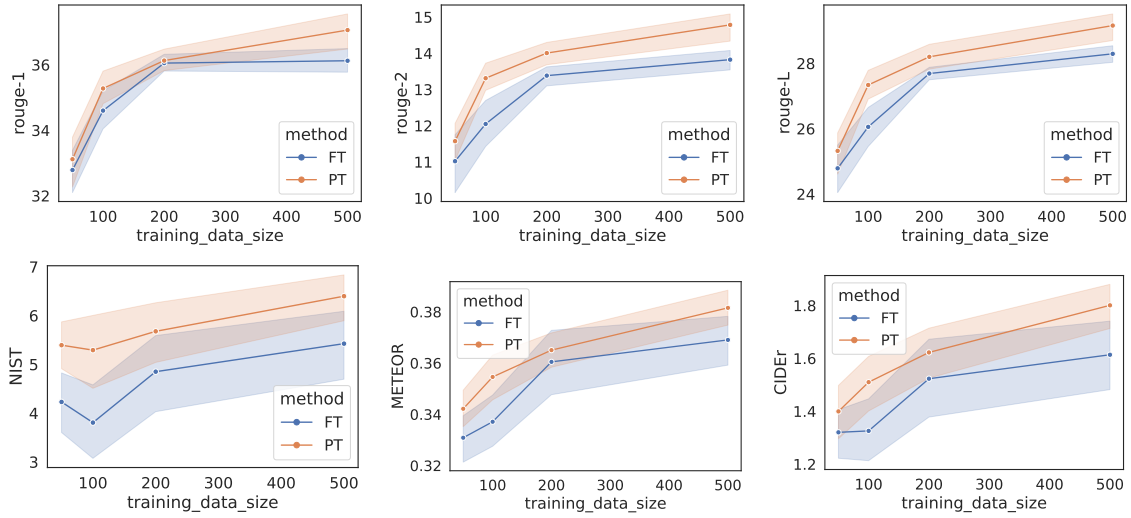 36
34
32
rouge-1
method
FT
PT
100 200 300 400 500
training_data_size
15
14
13
12
11
10
rouge-2
method
FT
PT
100 200 300 400 500
training_data_size
28
26
24
rouge-L
method
FT
PT
100 200 300 400 500
training_data_size
7
6
5
4
3
NIST
method
FT
PT
100 200 300 400 500
training_data_size
0.38
0.36
0.34
0.32
METEOR
method
FT
PT
100 200 300 400 500
training_data_size
1.8
1.6
1.4
1.2
CIDEr
method
FT
PT
100 200 300 400 500
training_data_size